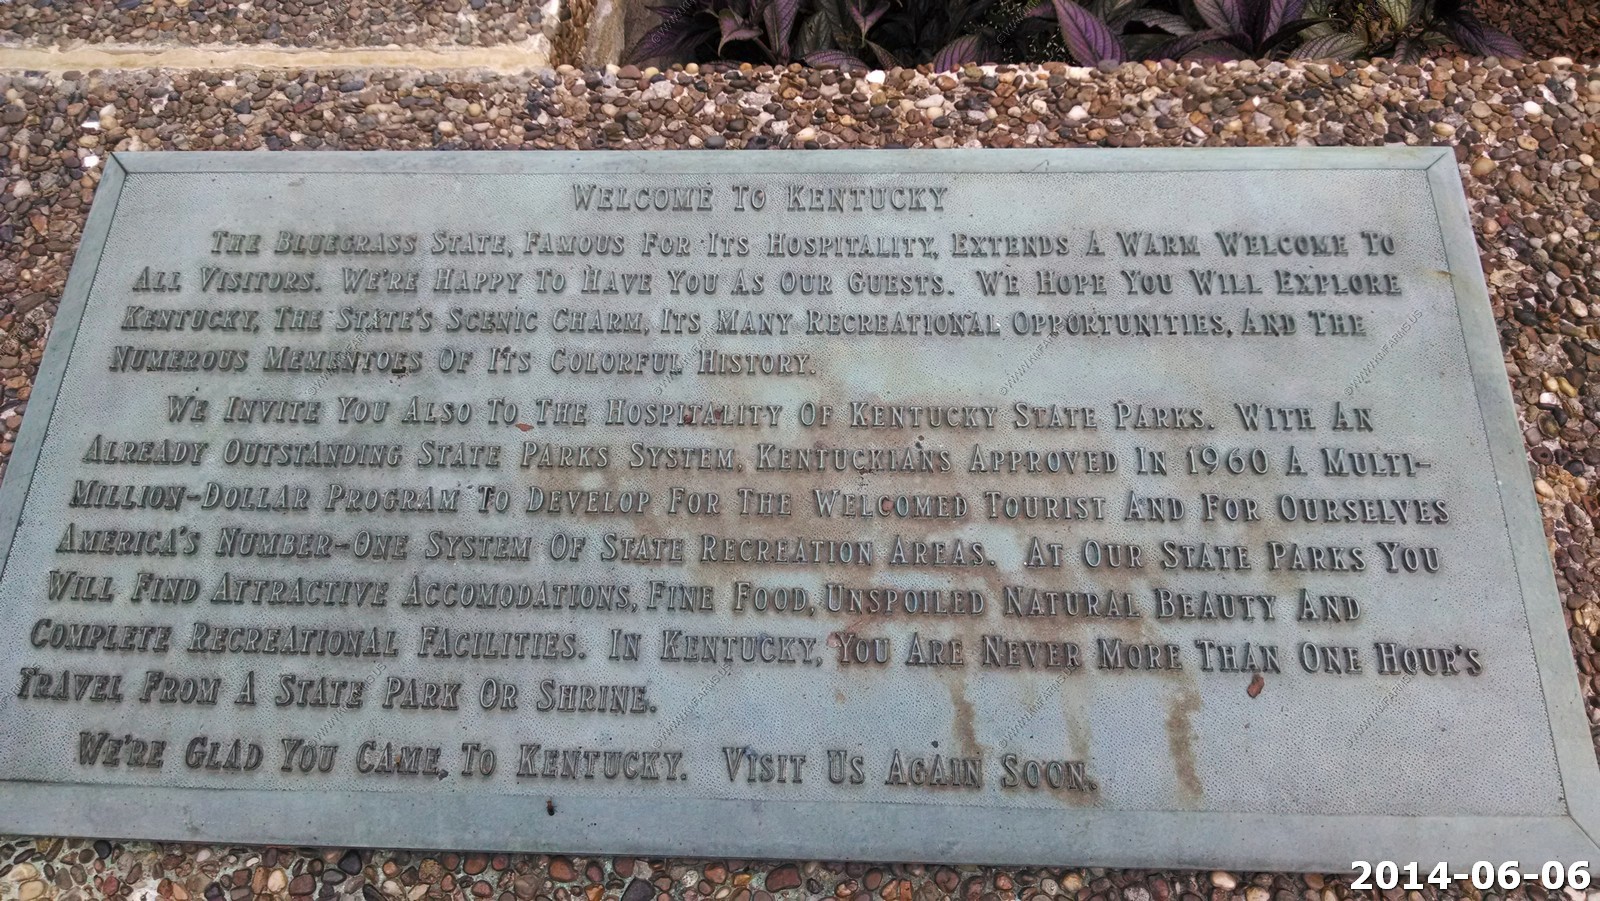 Welcome To Kentucky
The Bluegrass State, Famous For Its Hospitality, Extends A Warm Welcome To
All Visitors. We're Happy To Have You As Our Guests. We Hope You Will Explore
Kentucky, The State's Scenic Charm, Its Many Recreational Opportunities, And The
Numerous Mementoes Of Its Colorful History.
We Invite You Also To The Hospitality Of Kentucky State Parks. With An
Already Outstanding State Parks System, Kentuckians Approved In 1960 A Multi-
Million-Dollar Program To Develop For The Welcomed Tourist And For Ourselves
America's Number-One System Of State Recreation Areas. At Our State Parks You
Will Find Attractive Accomodations, Fine Food, Unspoiled Natural Beauty And
Complete Recreational Facilities. In Kentucky, You Are Never More Than One Hour's
Travel From A State Park Or Shrine.
We're Glad You Came To Kentucky. Visit Us Again Soon.
2014-06-06